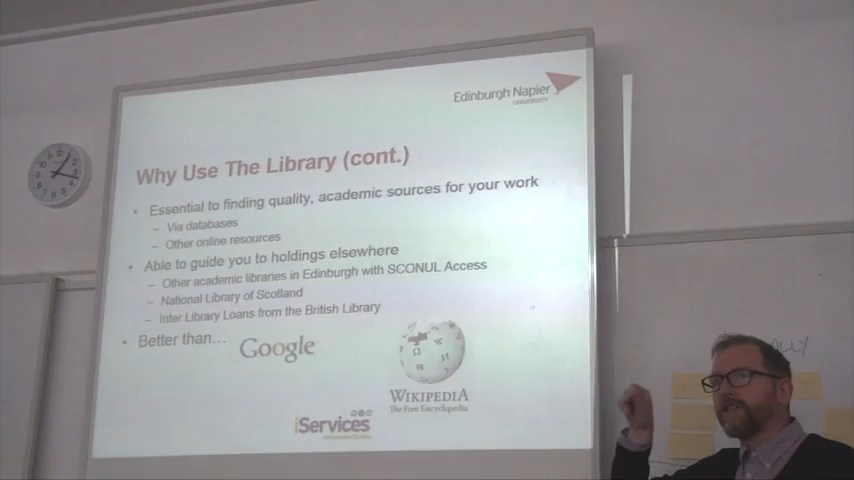 Edinburgh Napier
UNIVERSITY
Why Use The Library (cont.)
• Essential to finding quality, academic sources for your work
– Via databases
– Other online resources
• Able to guide you to holdings elsewhere
– Other academic libraries in Edinburgh with SCONUL Access
– National Library of Scotland
– Inter Library Loans from the British Library
• Better than…
Google
WIKIPEDIA
The Free Encyclopedia
iServices